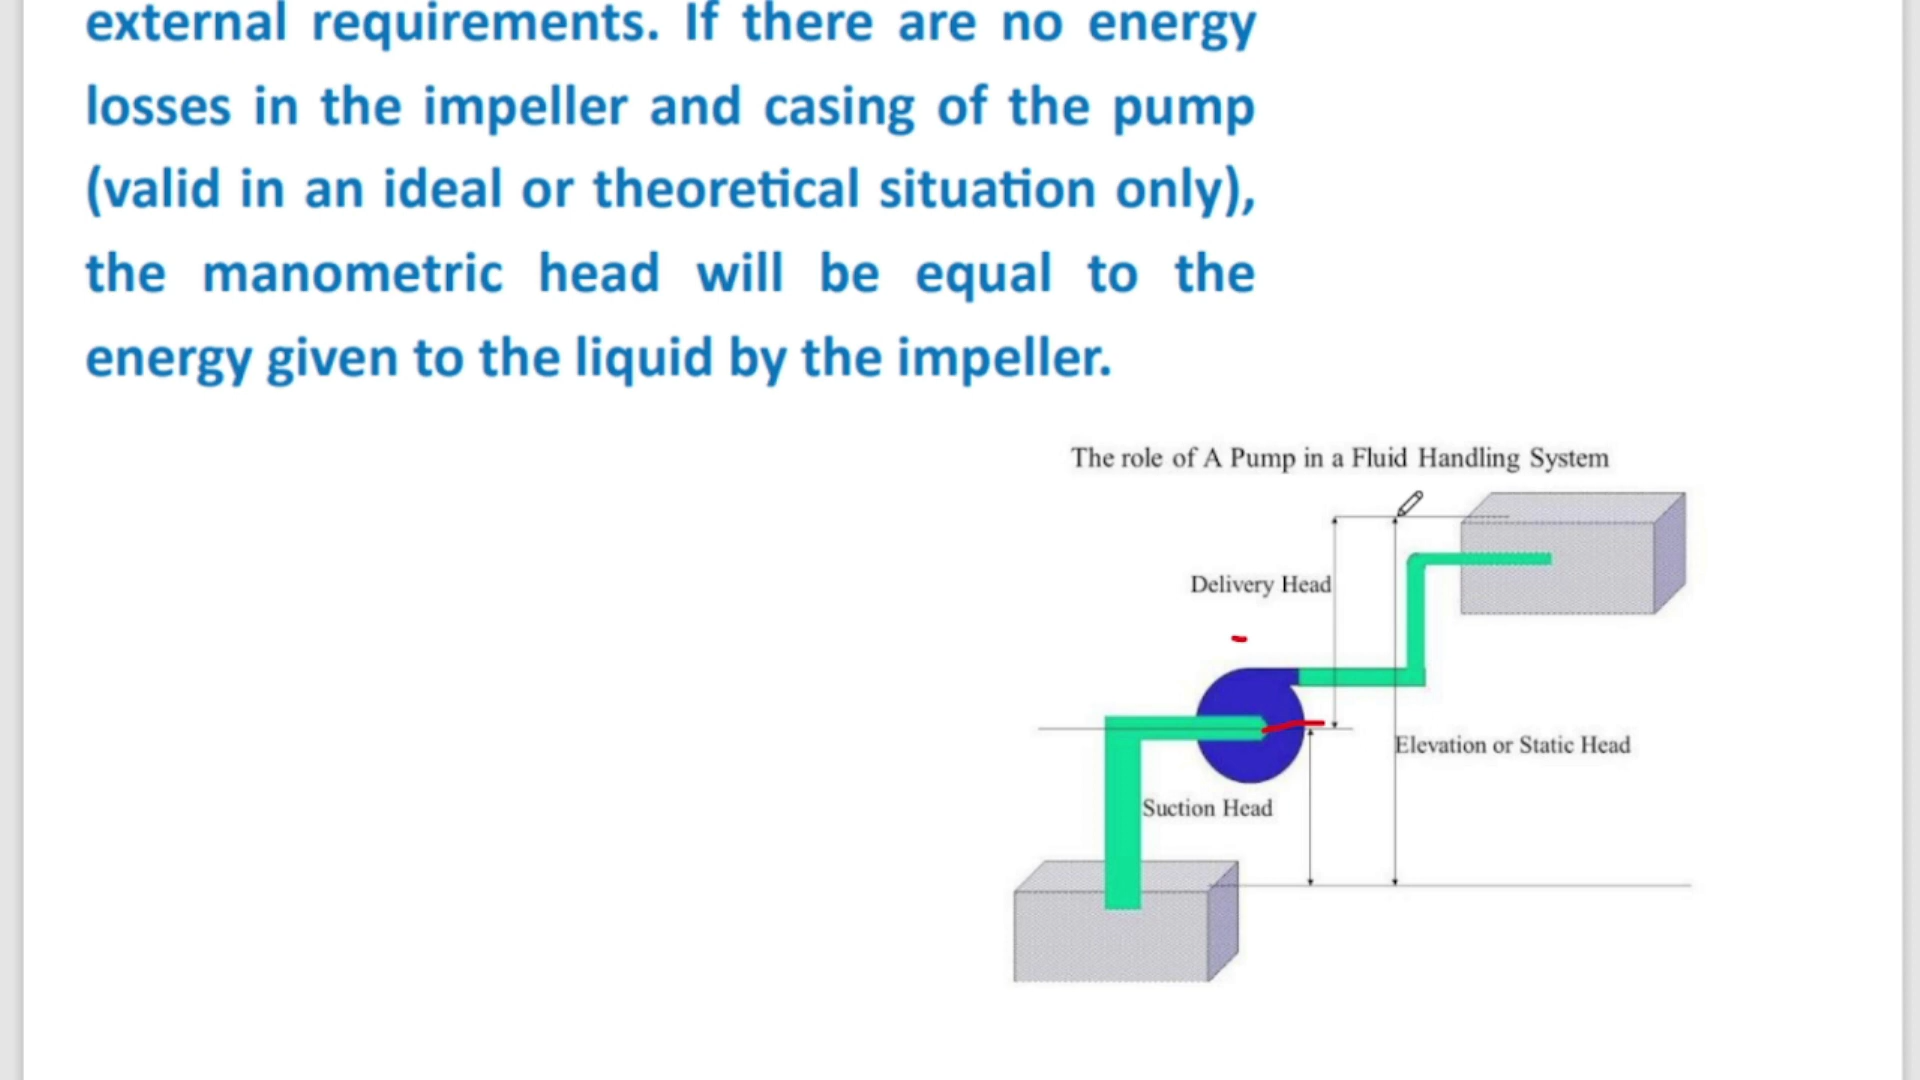 external requirements. If there are no energy
losses in the impeller and casing of the pump
(valid in an ideal or theoretical situation only),
the manometric head will be equal to the
energy given to the liquid by the impeller.
The role of A Pump in a Fluid Handling System
Delivery Head
Elevation or Static Head
Suction Head